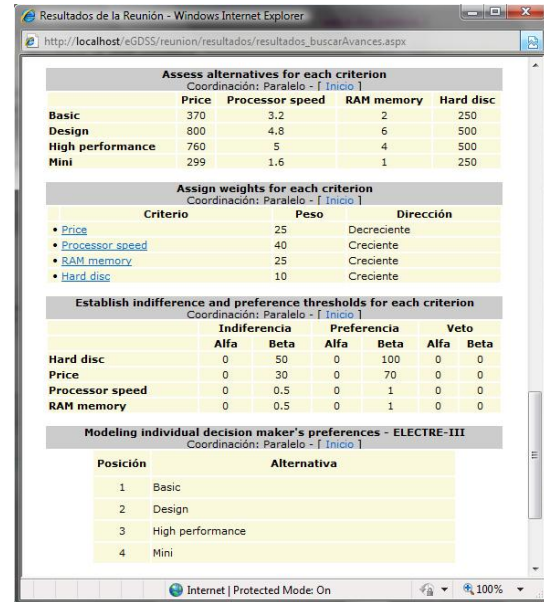 Resultados de la Reunión - Windows Internet Explorer
http://localhost/eGDSS/reunion/resultados/resultados_buscarAvances.aspx
Assess alternatives for each criterion
Coordinación: Paralelo - [ Inicio ]
Price Processor speed RAM memory Hard disc
Basic 370 3.2 2 250
Design 800 4.8 6 500
High performance 760 5 4 500
Mini 299 1.6 1 250
Assign weights for each criterion
Coordinación: Paralelo - [ Inicio ]
Criterio Peso Dirección
• Price 25 Decreciente
• Processor speed 40 Creciente
• RAM memory 25 Creciente
• Hard disc 10 Creciente
Establish indifference and preference thresholds for each criterion
Coordinación: Paralelo - [ Inicio ]
Indiferencia Preferencia Veto
Alfa Beta Alfa Beta Alfa Beta
Hard disc 0 50 0 100 0 0
Price 0 30 0 70 0 0
Processor speed 0 0.5 0 1 0 0
RAM memory 0 0.5 0 1 0 0
Modeling individual decision maker's preferences - ELECTRE-III
Coordinación: Paralelo - [ Inicio ]
Posición Alternativa
1 Basic
2 Design
3 High performance
4 Mini
Internet | Protected Mode: On 100%